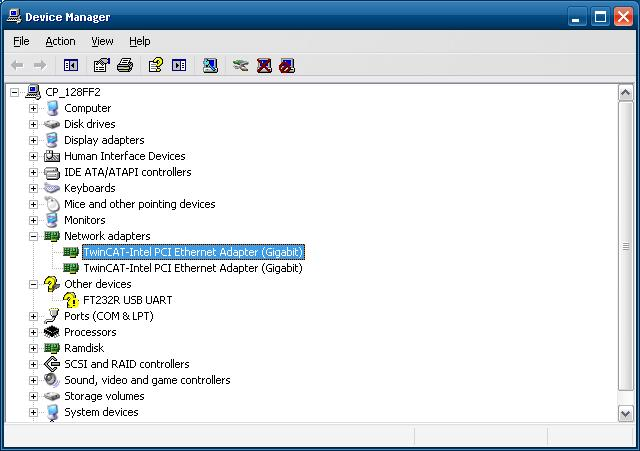 Device Manager
File Action View Help
CP_128FF2
Computer
Disk drives
Display adapters
Human Interface Devices
IDE ATA/ATAPI controllers
Keyboards
Mice and other pointing devices
Monitors
Network adapters
TwinCAT-Intel PCI Ethernet Adapter (Gigabit)
TwinCAT-Intel PCI Ethernet Adapter (Gigabit)
Other devices
FT232R USB UART
Ports (COM & LPT)
Processors
Ramdisk
SCSI and RAID controllers
Sound, video and game controllers
Storage volumes
System devices